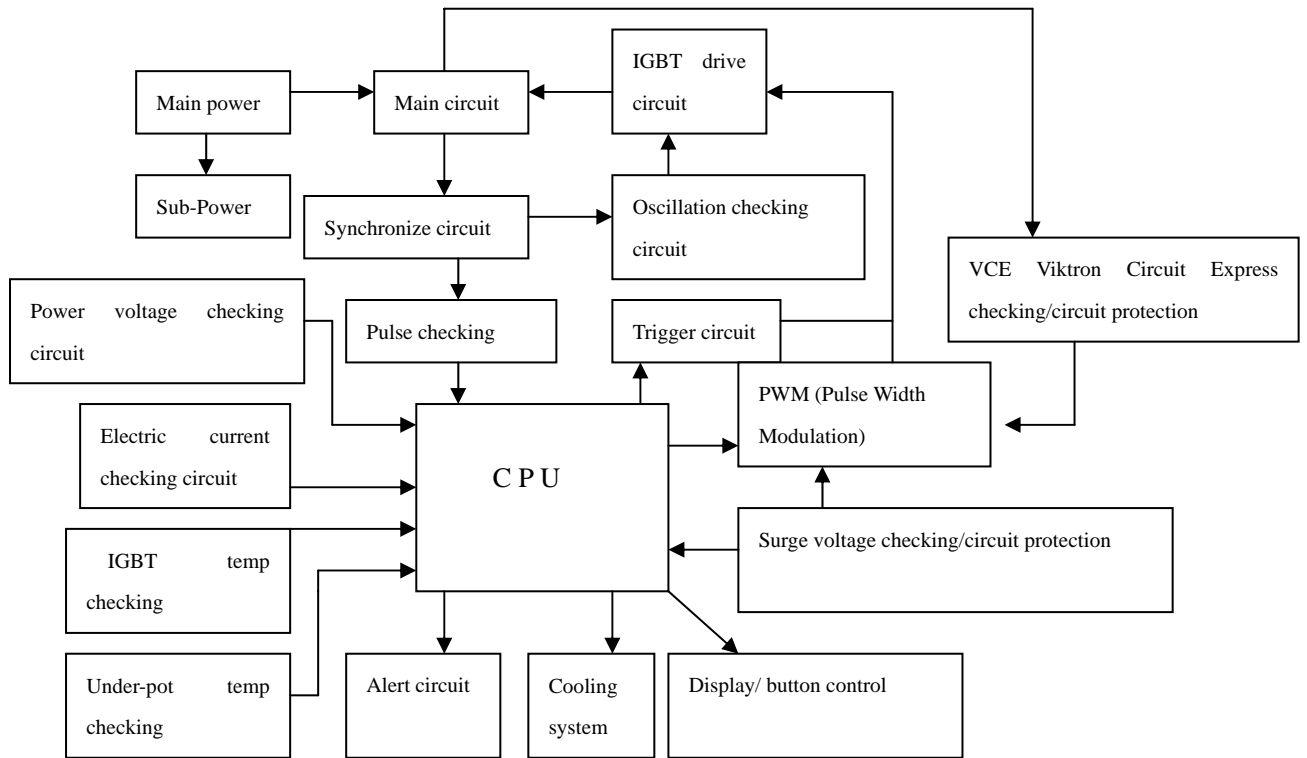 IGBT drive
circuit
Main power
Main circuit
Sub-Power
Synchronize circuit
Oscillation checking
circuit
VCE Viktron Circuit Express
checking/circuit protection
Power voltage checking
circuit
Pulse checking
Trigger circuit
PWM (Pulse Width
Modulation)
Electric current
checking circuit
CPU
IGBT temp
checking
Surge voltage checking/circuit protection
Under-pot temp
checking
Alert circuit
Cooling
system
Display/ button control